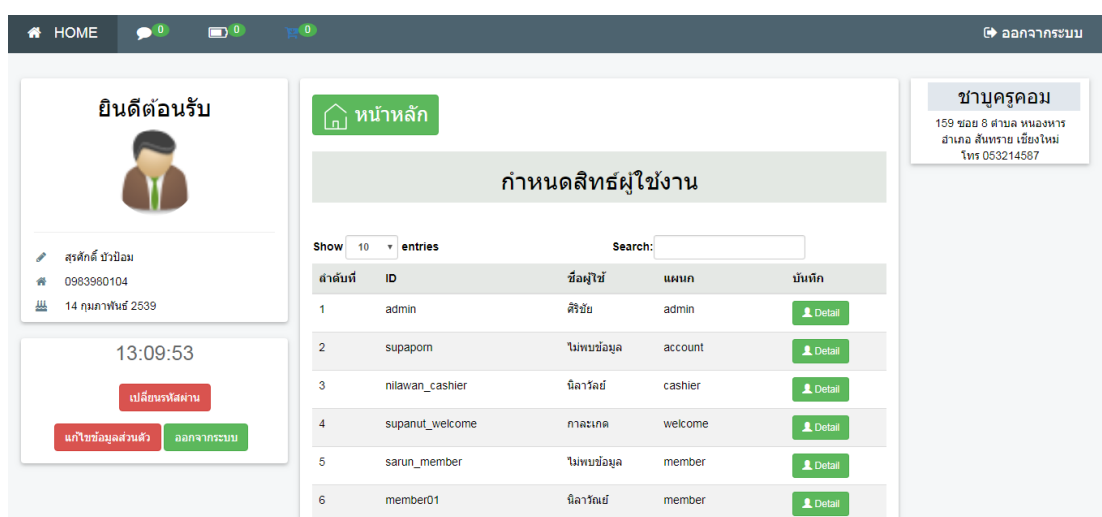 HOME 0 0 0 ออกจากระบบ
ยินดีต้อนรับ
สุรศักดิ์ บัวป้อม
0983980104
14 กุมภาพันธ์ 2539
13:09:53
เปลี่ยนรหัสผ่าน
แก้ไขข้อมูลส่วนตัว ออกจากระบบ
หน้าหลัก
กำหนดสิทธ์ผู้ใช้งาน
Show 10 entries Search:
ลำดับที่ ID ชื่อผู้ใช้ แผนก บันทึก
1 admin ศิริชัย admin Detail
2 supaporn ไม่พบข้อมูล account Detail
3 nilawan_cashier นิลาวัลย์ cashier Detail
4 supanut_welcome กาละเกด welcome Detail
5 sarun_member ไม่พบข้อมูล member Detail
6 member01 นิลาวัณย์ member Detail
ชาบูครูคอม
159 ซอย 8 ตำบล หนองหาร
อำเภอ สันทราย เชียงใหม่
โทร 053214587